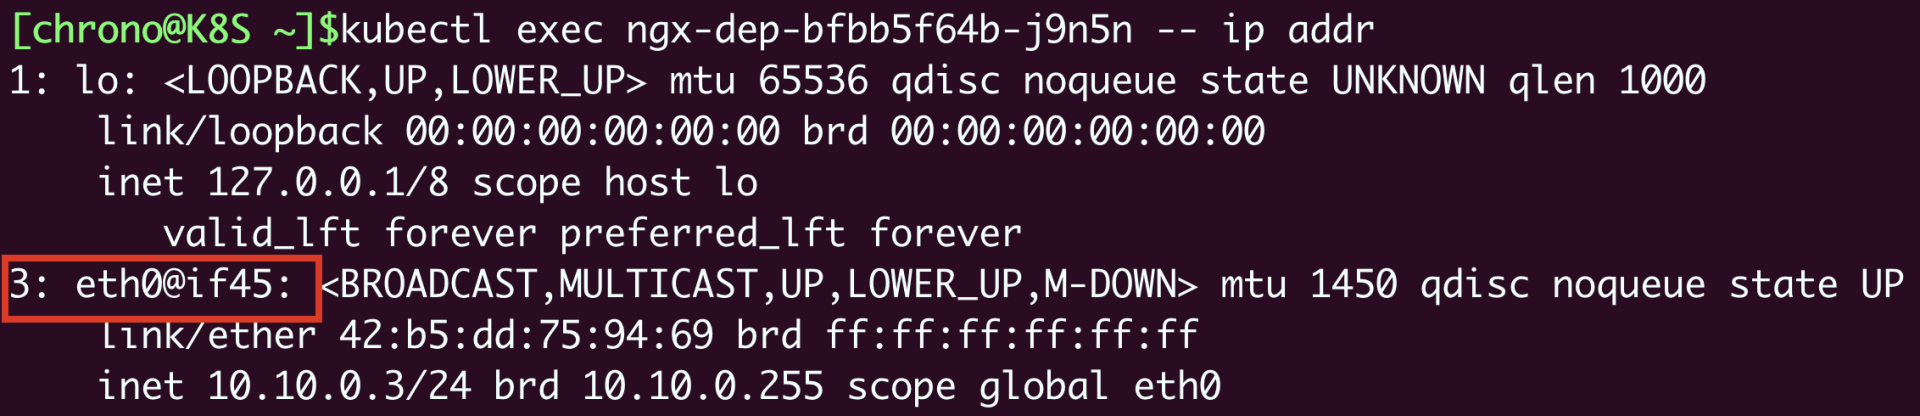 [chrono@K8S ~]$kubectl exec ngx-dep-bfbb5f64b-j9n5n -- ip addr
1: lo: <LOOPBACK,UP,LOWER_UP> mtu 65536 qdisc noqueue state UNKNOWN qlen 1000
    link/loopback 00:00:00:00:00:00 brd 00:00:00:00:00:00
    inet 127.0.0.1/8 scope host lo
       valid_lft forever preferred_lft forever
3: eth0@if45: <BROADCAST,MULTICAST,UP,LOWER_UP,M-DOWN> mtu 1450 qdisc noqueue state UP
    link/ether 42:b5:dd:75:94:69 brd ff:ff:ff:ff:ff:ff
    inet 10.10.0.3/24 brd 10.10.0.255 scope global eth0